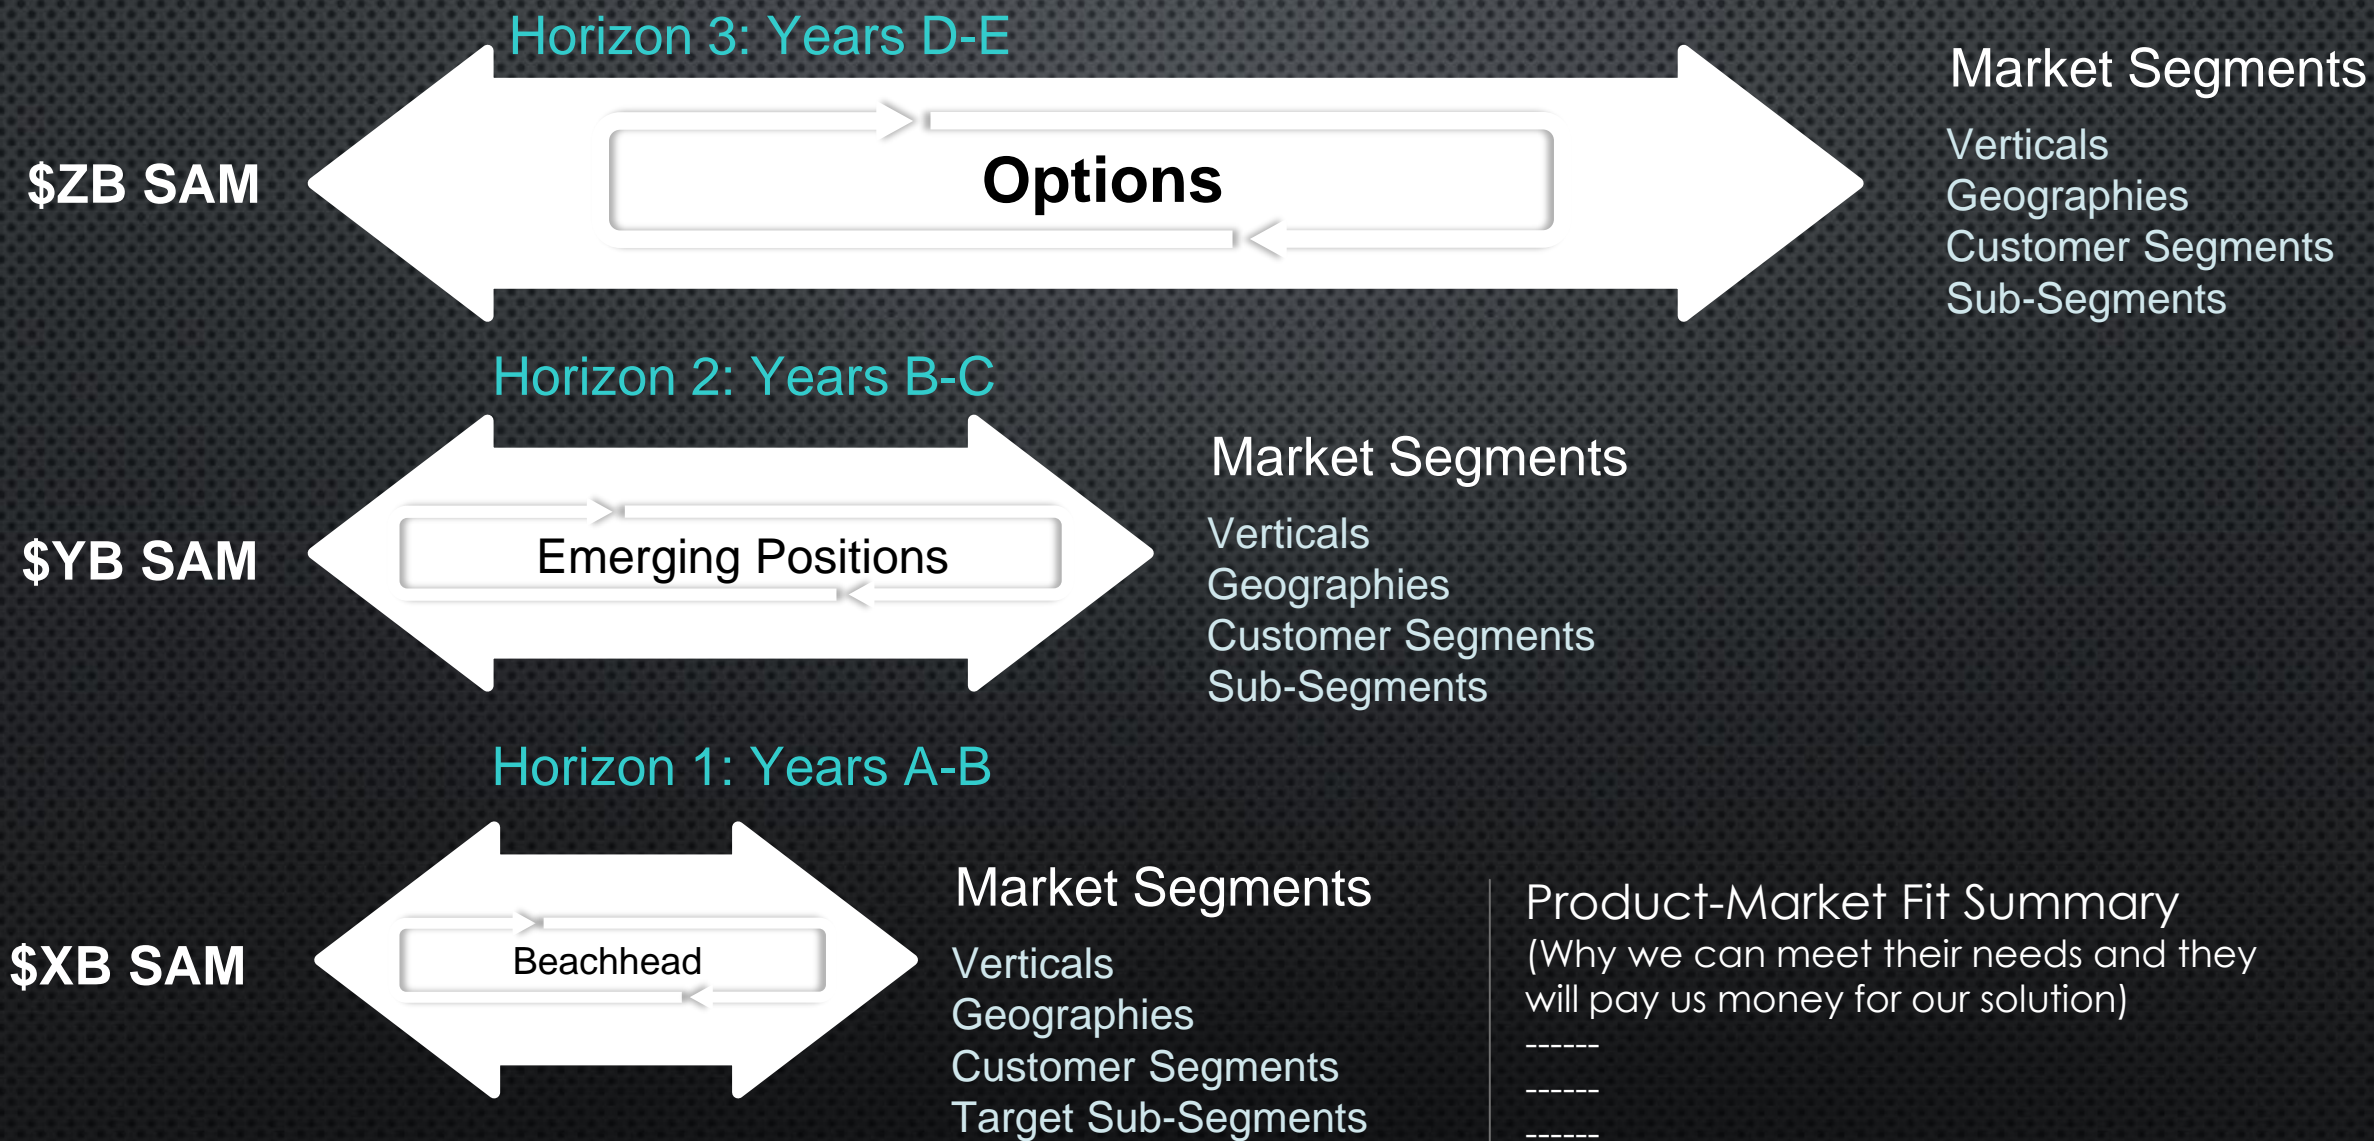 Horizon 3: Years D-E
$ZB SAM
Options
Market Segments
Verticals
Geographies
Customer Segments
Sub-Segments
Horizon 2: Years B-C
$YB SAM
Emerging Positions
Market Segments
Verticals
Geographies
Customer Segments
Sub-Segments
Horizon 1: Years A-B
$XB SAM
Beachhead
Market Segments
Verticals
Geographies
Customer Segments
Target Sub-Segments
Product-Market Fit Summary
(Why we can meet their needs and they
will pay us money for our solution)
------
------
------